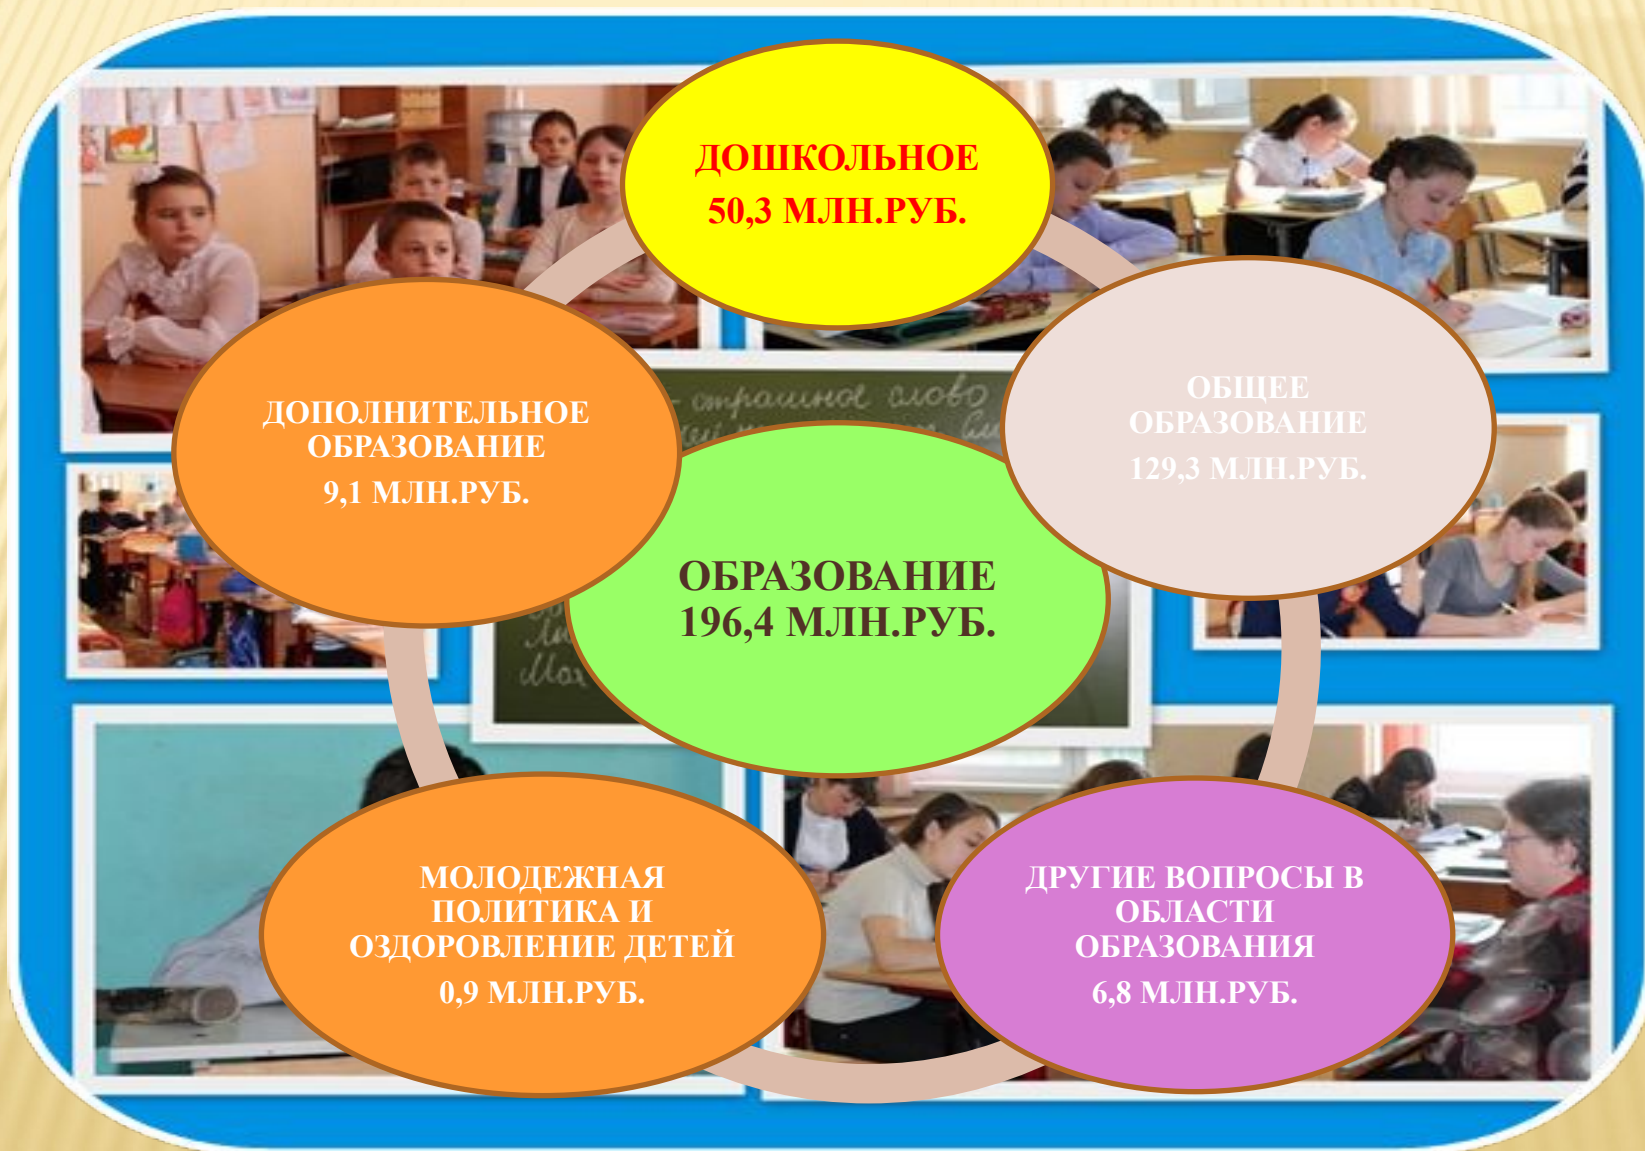 ДОШКОЛЬНОЕ
50,3 МЛН.РУБ.
ОБЩЕЕ
ОБРАЗОВАНИЕ
129,3 МЛН.РУБ.
ДОПОЛНИТЕЛЬНОЕ
ОБРАЗОВАНИЕ
9,1 МЛН.РУБ.
страшное слово
ОБРАЗОВАНИЕ
196,4 МЛН.РУБ.
МОЛОДЕЖНАЯ
ПОЛИТИКА И
ОЗДОРОВЛЕНИЕ ДЕТЕЙ
0,9 МЛН.РУБ.
ДРУГИЕ ВОПРОСЫ В
ОБЛАСТИ
ОБРАЗОВАНИЯ
6,8 МЛН.РУБ.